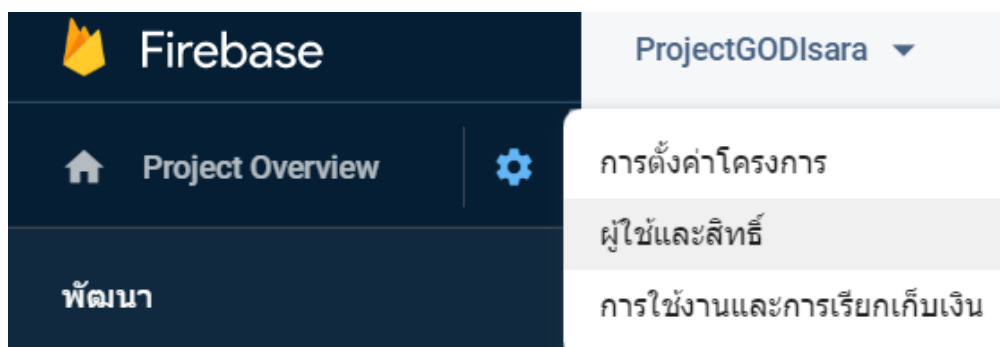 Firebase
ProjectGODIsara
Project Overview
การตั้งค่าโครงการ
ผู้ใช้และสิทธิ์
พัฒนา
การใช้งานและการเรียกเก็บเงิน